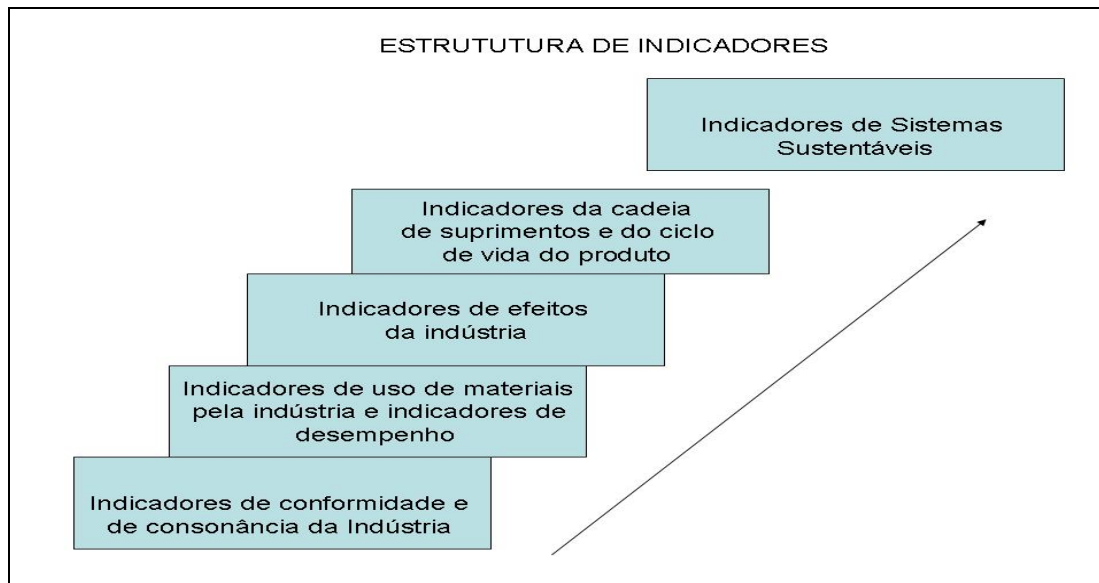 ESTRUTUTURA DE INDICADORES
Indicadores de Sistemas
Sustentáveis
Indicadores da cadeia
de suprimentos e do ciclo
de vida do produto
Indicadores de efeitos
da indústria
Indicadores de uso de materiais
pela indústria e indicadores de
desempenho
Indicadores de conformidade e
de consonância da Indústria